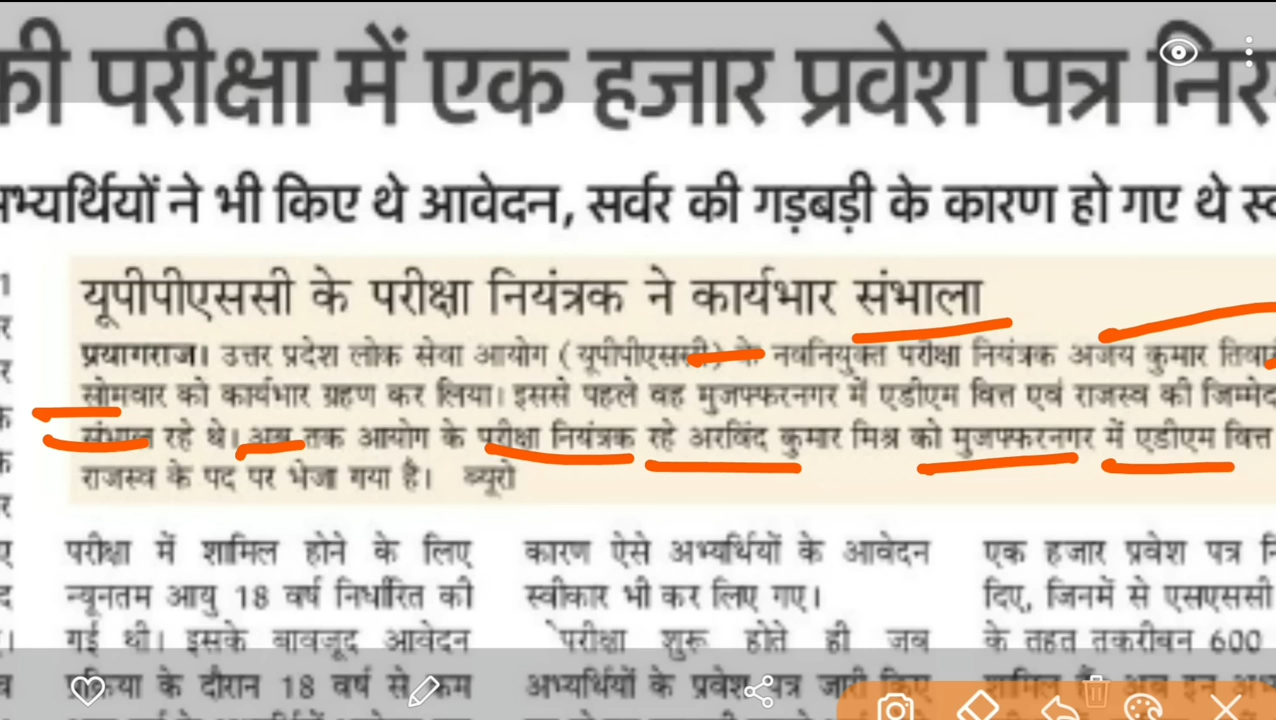 की परीक्षा में एक हजार प्रवेश पत्र
भ्यर्थियों ने भी किए थे आवेदन, सर्वर की गड़बड़ी के कारण हो गए थे
यूपीपीएससी के परीक्षा नियंत्रक ने कार्यभार संभाला
प्रयागराज। उत्तर प्रदेश लोक सेवा आयोग (यूपीपीएससी) के नवनियुक्त परीक्षा नियंत्रक अजय कुमार
सोमवार को कार्यभार ग्रहण कर लिया। इससे पहले वह मुजफ्फरनगर में एडीएम वित्त एवं राजस्व की
संभाल रहे थे। अब तक आयोग के परीक्षा नियंत्रक रहे अरविंद कुमार मिश्र को मुजफ्फरनगर में एडीएम वित्त
राजस्व के पद पर भेजा गया है। ब्यूरो
परीक्षा में शामिल होने के लिए
न्यूनतम आयु 18 वर्ष निर्धारित की
गई थी। इसके बावजूद आवेदन
प्रक्रिया के दौरान 18 वर्ष से कम
कारण ऐसे अभ्यर्थियों के आवेदन
स्वीकार भी कर लिए गए।
परीक्षा शुरू होते ही जब
अभ्यर्थियों के प्रवेश पत्र जारी किए
एक हजार प्रवेश पत्र
दिए, जिनमें से एसएससी
के तहत तकरीबन 600
शामिल हैं। अब इन